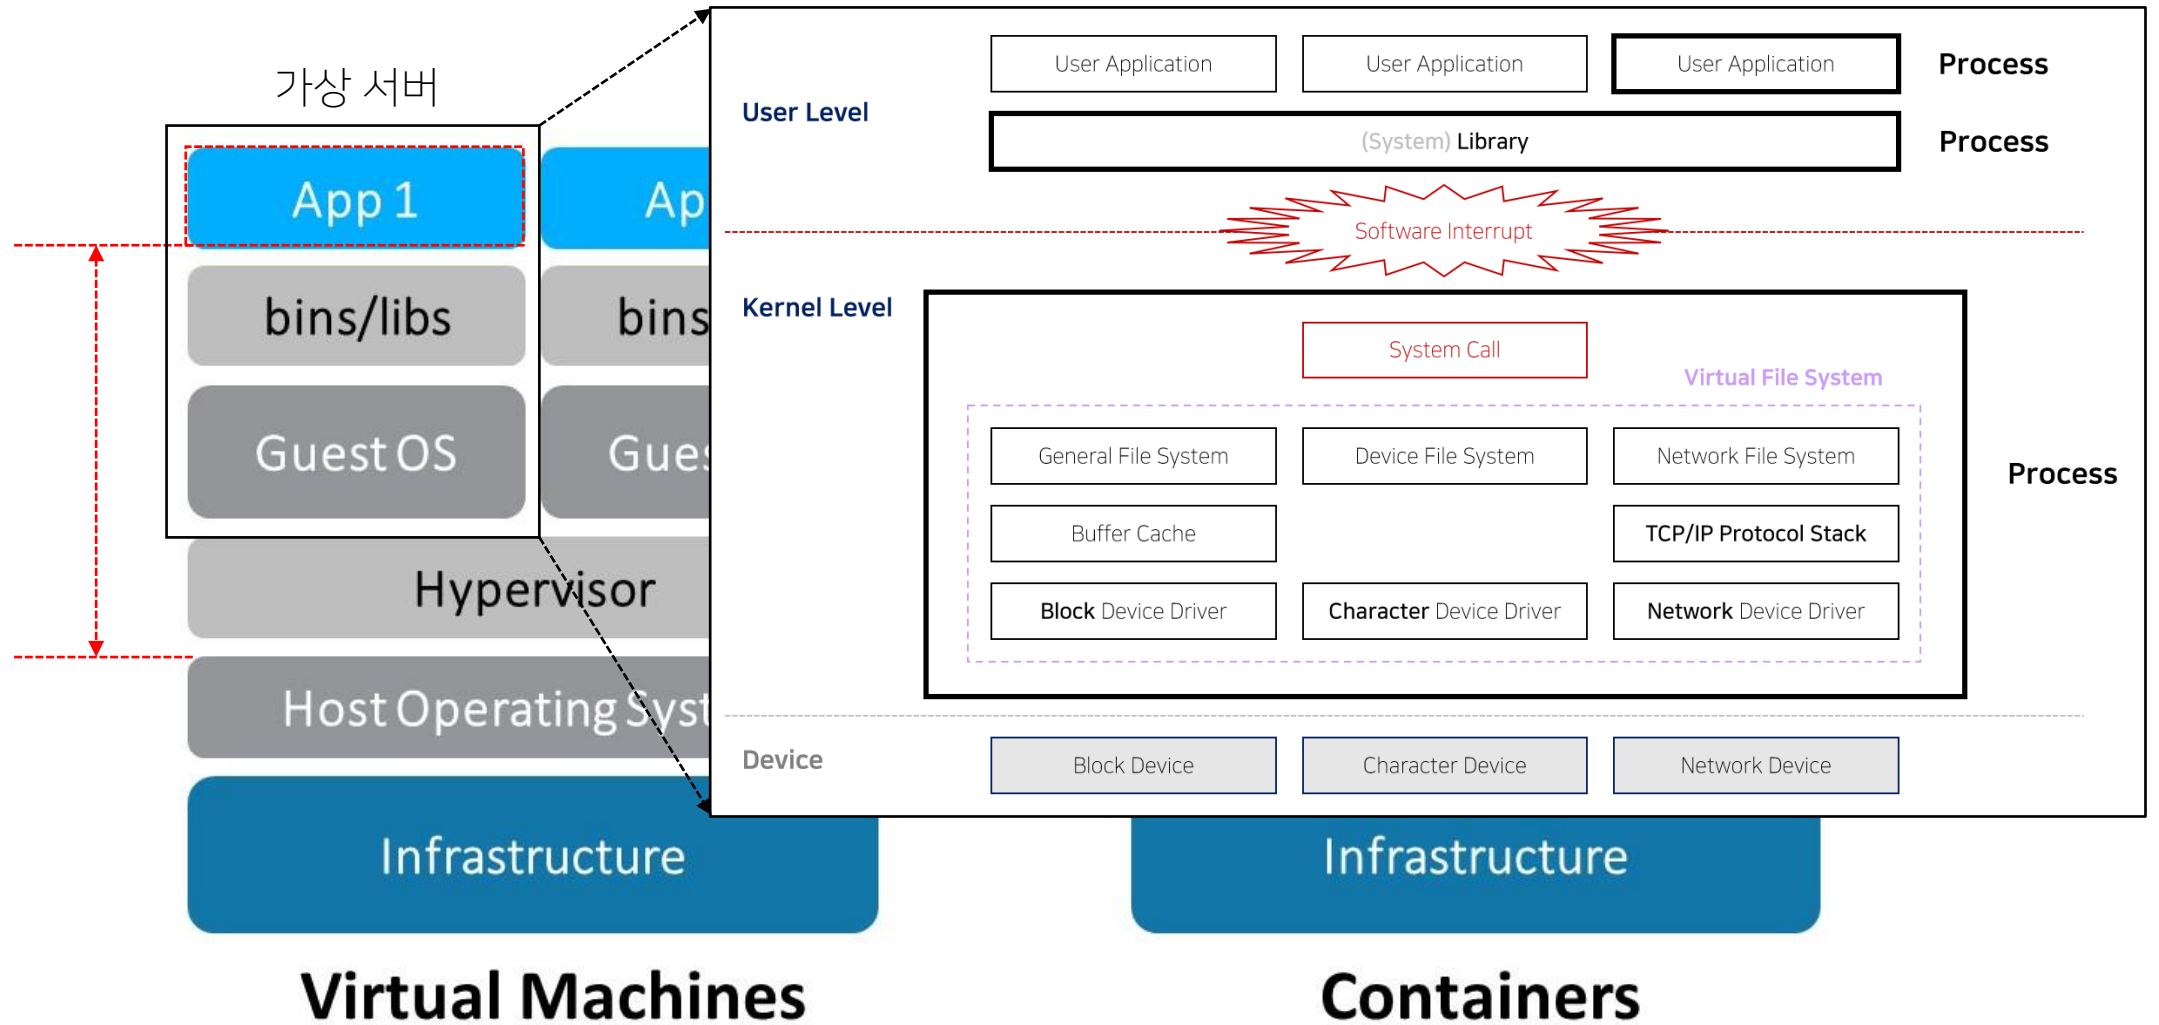 가상 서버
App 1
Ap
bins/libs
bins
Guest OS
Gues
Hypervisor
Host Operating Syst
Infrastructure
Virtual Machines
User Level
User Application
User Application
User Application
Process
(System) Library
Process
Software Interrupt
Kernel Level
System Call
Virtual File System
General File System
Device File System
Network File System
Process
Buffer Cache
TCP/IP Protocol Stack
Block Device Driver
Character Device Driver
Network Device Driver
Device
Block Device
Character Device
Network Device
Infrastructure
Containers